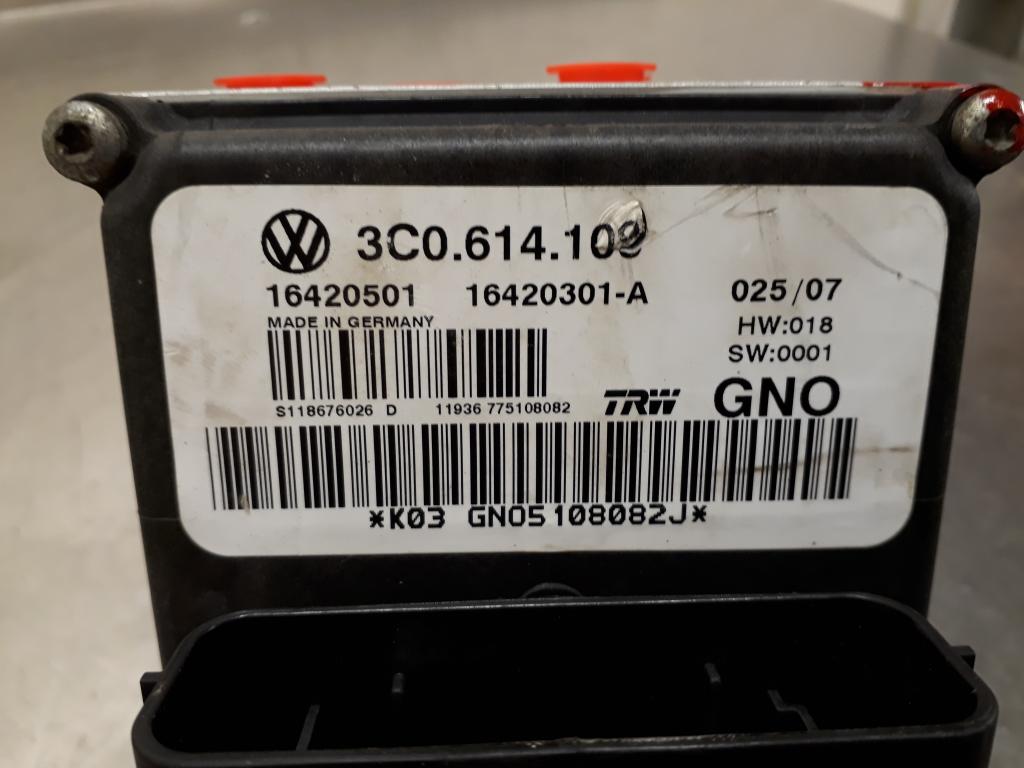 3C0.614.109
16420501 16420301-A 025/07
MADE IN GERMANY HW:018
SW:0001
S118676026 D 11936 775108082 TRW GNO
*K03 GNO5108082J*